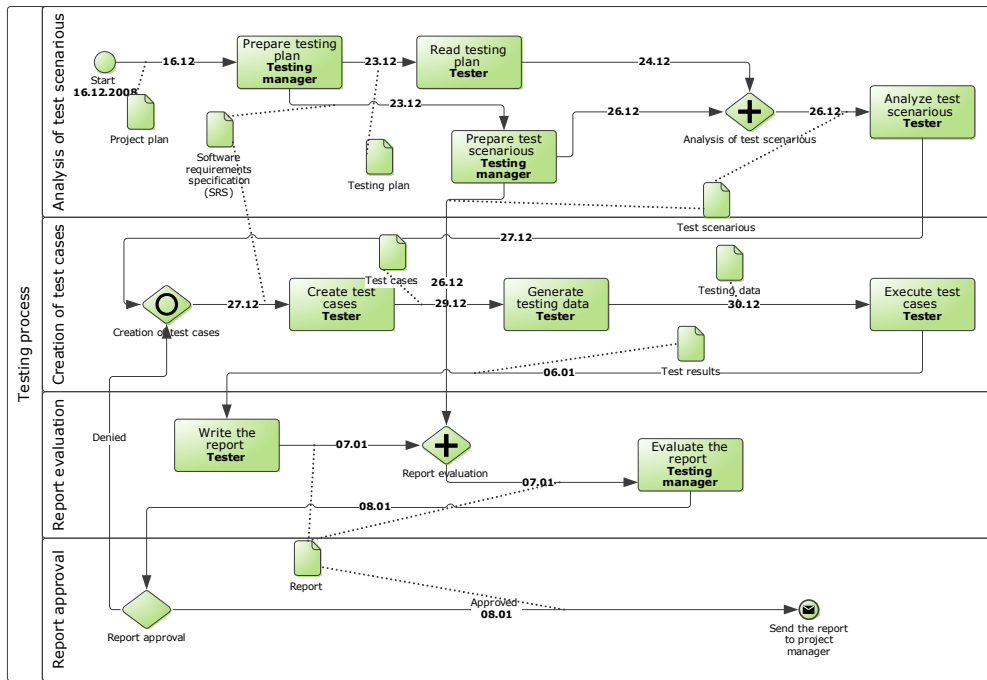 Testing process
Analysis of test scenarious
Start
16.12.2008
16.12
Project plan
Prepare testing
plan
Testing
manager
23.12
Read testing
plan
Tester
24.12
23.12
Software
requirements
specification
(SRS)
Testing plan
Prepare test
scenarious
Testing
manager
26.12
Analysis of test scenarious
26.12
Analyze test
scenarious
Tester
Test scenarious
Creation of test cases
27.12
Creation of test cases
27.12
Create test
cases
Tester
Test cases
26.12
29.12
Generate
testing data
Tester
Testing data
30.12
Execute test
cases
Tester
Test results
06.01
Report evaluation
Denied
Write the
report
Tester
07.01
Report evaluation
07.01
Evaluate the
report
Testing
manager
08.01
Report approval
Report
Report approval
Approved
08.01
Send the report
to project
manager